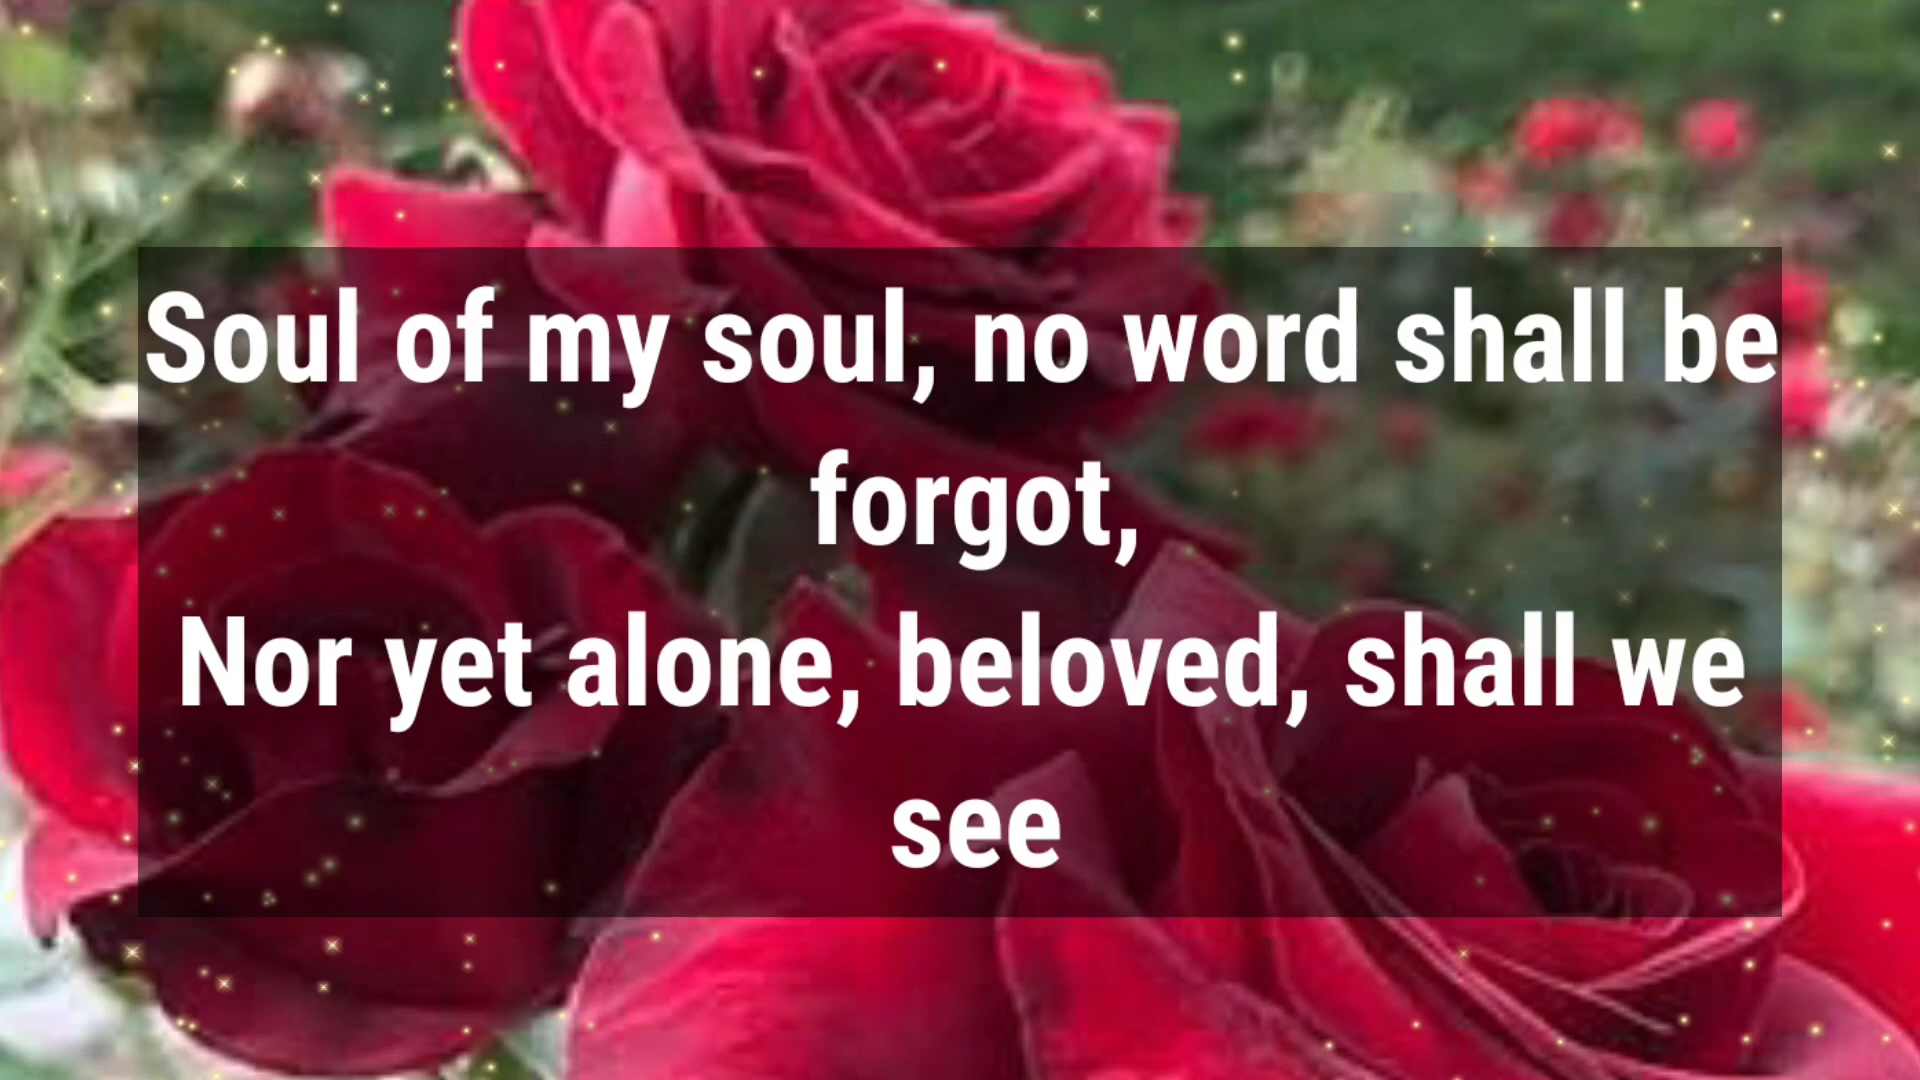 Soul of my soul, no word shall be
forgot,
Nor yet alone, beloved, shall we
see